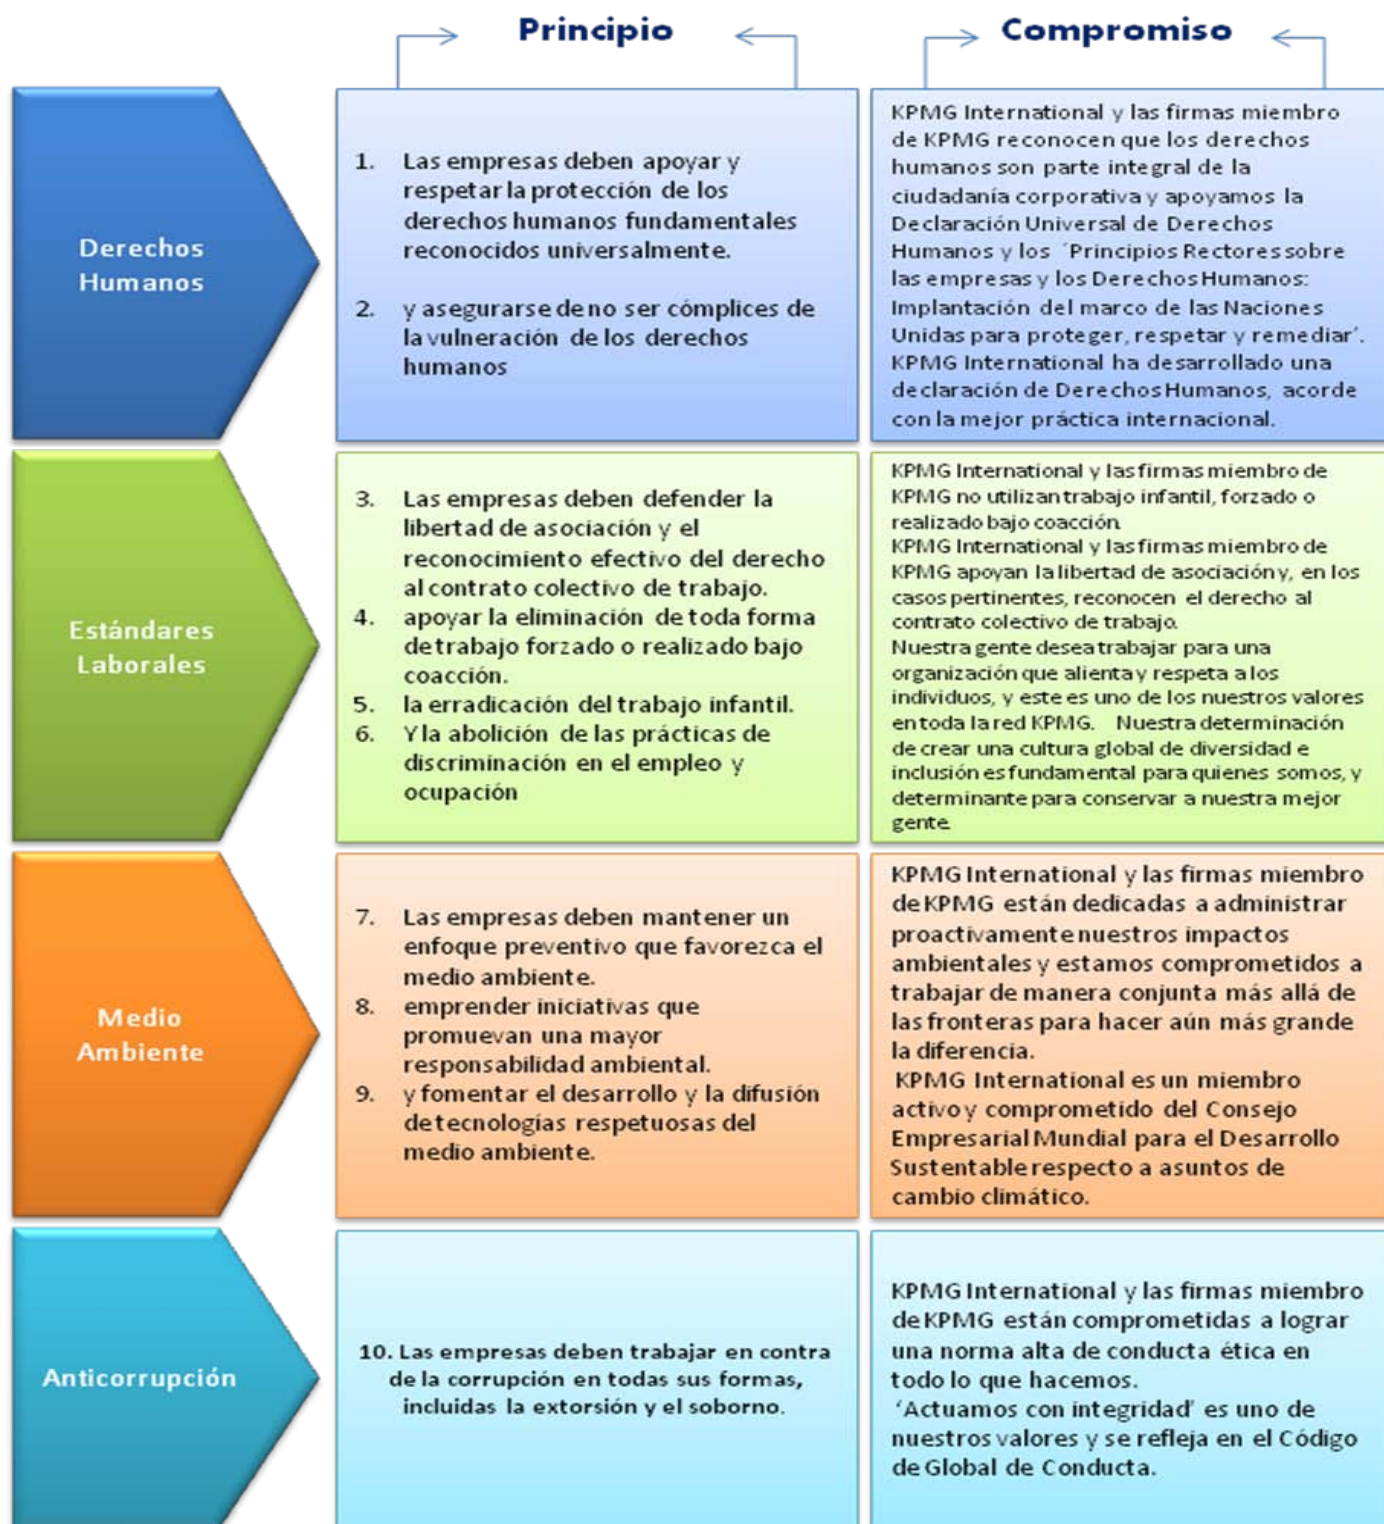 Principio
Compromiso
Derechos
Humanos
1. Las empresas deben apoyar y
respetar la protección de los
derechos humanos fundamentales
reconocidos universalmente.
2. y asegurarse de no ser cómplices de
la vulneración de los derechos
humanos
KPMG International y las firmas miembro
de KPMG reconocen que los derechos
humanos son parte integral de la
ciudadanía corporativa y apoyamos la
Declaración Universal de Derechos
Humanos y los ´Principios Rectores sobre
las empresas y los Derechos Humanos:
Implantación del marco de las Naciones
Unidas para proteger, respetar y remediar´.
KPMG International ha desarrollado una
declaración de Derechos Humanos, acorde
con la mejor práctica internacional.
Estándares
Laborales
3. Las empresas deben defender la
libertad de asociación y el
reconocimiento efectivo del derecho
al contrato colectivo de trabajo.
4. apoyar la eliminación de toda forma
de trabajo forzado o realizado bajo
coacción.
5. la erradicación del trabajo infantil.
6. Y la abolición de las prácticas de
discriminación en el empleo y
ocupación
KPMG International y las firmas miembro de
KPMG no utilizan trabajo infantil, forzado o
realizado bajo coacción.
KPMG International y las firmas miembro de
KPMG apoyan la libertad de asociación y, en los
casos pertinentes, reconocen el derecho al
contrato colectivo de trabajo.
Nuestra gente desea trabajar para una
organización que alienta y respeta a los
individuos, y este es uno de los nuestros valores
en toda la red KPMG. Nuestra determinación
de crear una cultura global de diversidad e
inclusión es fundamental para quienes somos, y
determinante para conservar a nuestra mejor
gente.
Medio
Ambiente
7. Las empresas deben mantener un
enfoque preventivo que favorezca el
medio ambiente.
8. emprender iniciativas que
promuevan una mayor
responsabilidad ambiental.
9. y fomentar el desarrollo y la difusión
de tecnologías respetuosas del
medio ambiente.
KPMG International y las firmas miembro
de KPMG están dedicadas a administrar
proactivamente nuestros impactos
ambientales y estamos comprometidos a
trabajar de manera conjunta más allá de
las fronteras para hacer aún más grande
la diferencia.
KPMG International es un miembro
activo y comprometido del Consejo
Empresarial Mundial para el Desarrollo
Sustentable respecto a asuntos de
cambio climático.
Anticorrupción
10. Las empresas deben trabajar en contra
de la corrupción en todas sus formas,
incluidas la extorsión y el soborno.
KPMG International y las firmas miembro
de KPMG están comprometidas a lograr
una norma alta de conducta ética en
todo lo que hacemos.
‘Actuamos con integridad’ es uno de
nuestros valores y se refleja en el Código
de Global de Conducta.